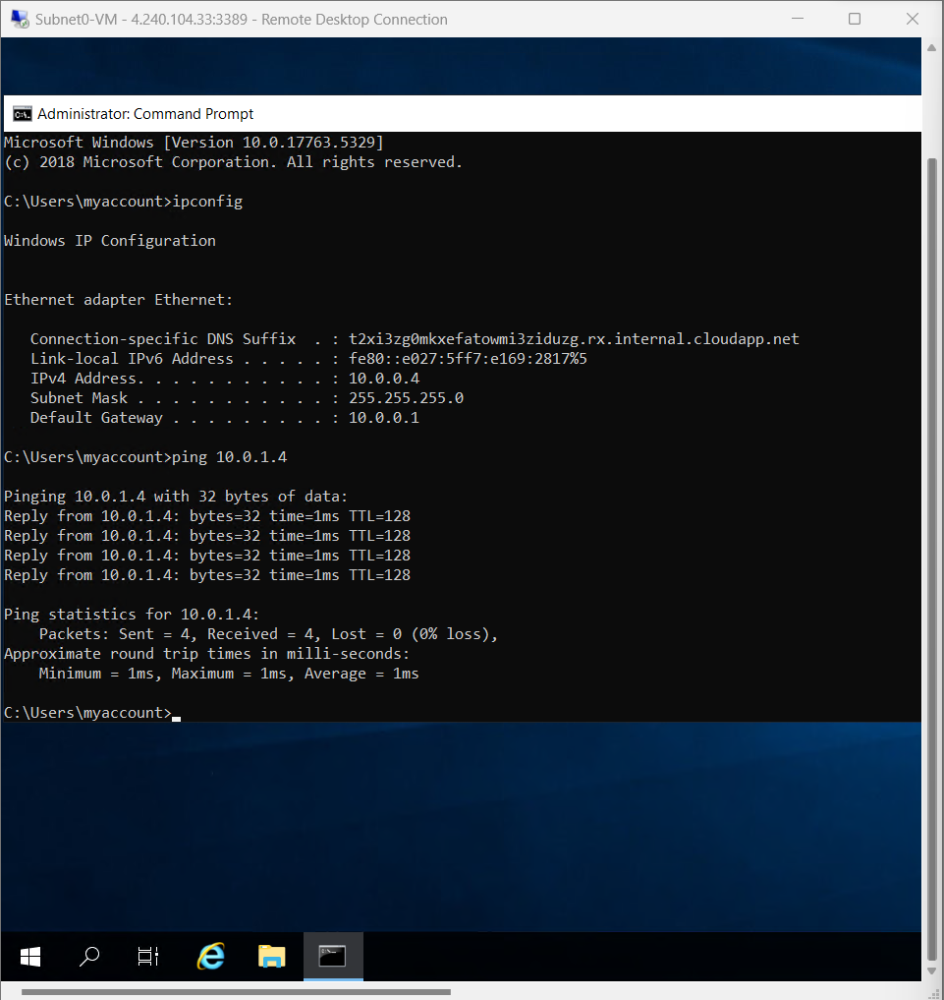 Subnet0-VM - 4.240.104.33:3389 - Remote Desktop Connection
Administrator: Command Prompt
Microsoft Windows [Version 10.0.17763.5329]
(c) 2018 Microsoft Corporation. All rights reserved.
C:\Users\myaccount>ipconfig
Windows IP Configuration
Ethernet adapter Ethernet:
Connection-specific DNS Suffix  . : t2xi3zg0mkxefatowmi3ziduzg.rx.internal.cloudapp.net
Link-local IPv6 Address . . . . . : fe80::e027:5ff7:e169:2817%5
IPv4 Address. . . . . . . . . . . : 10.0.0.4
Subnet Mask . . . . . . . . . . . : 255.255.255.0
Default Gateway . . . . . . . . . : 10.0.0.1
C:\Users\myaccount>ping 10.0.1.4
Pinging 10.0.1.4 with 32 bytes of data:
Reply from 10.0.1.4: bytes=32 time=1ms TTL=128
Reply from 10.0.1.4: bytes=32 time=1ms TTL=128
Reply from 10.0.1.4: bytes=32 time=1ms TTL=128
Reply from 10.0.1.4: bytes=32 time=1ms TTL=128
Ping statistics for 10.0.1.4:
Packets: Sent = 4, Received = 4, Lost = 0 (0% loss),
Approximate round trip times in milli-seconds:
Minimum = 1ms, Maximum = 1ms, Average = 1ms
C:\Users\myaccount>